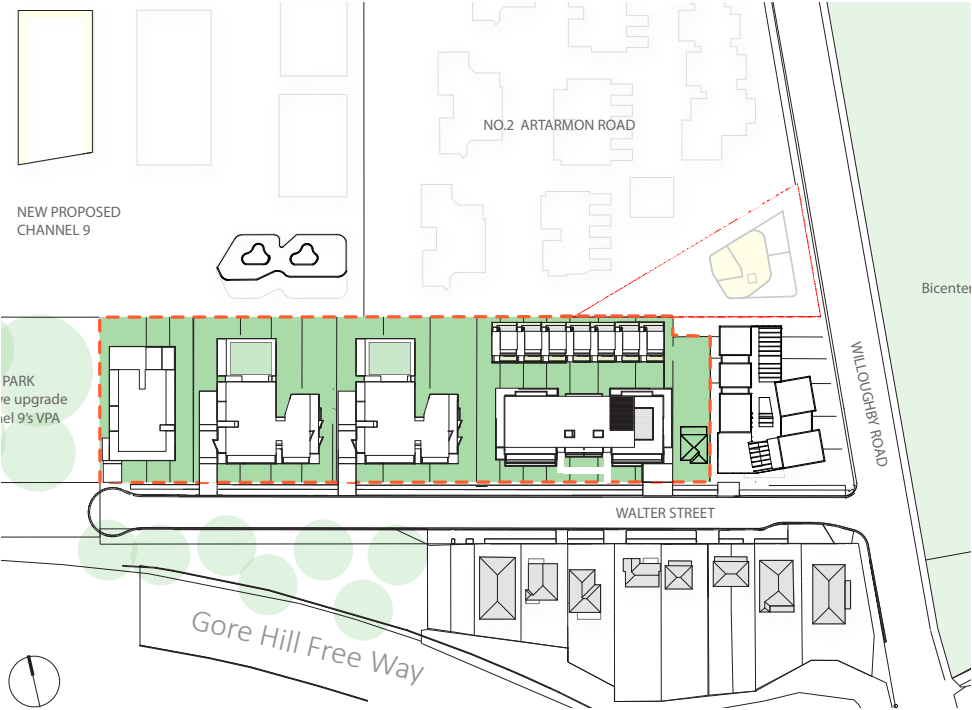 NO.2 ARTARMON ROAD
NEW PROPOSED
CHANNEL 9
Bicenten
PARK
ve upgrade
nel 9's VPA
WILLOUGHBY ROAD
WALTER STREET
Gore Hill Free Way